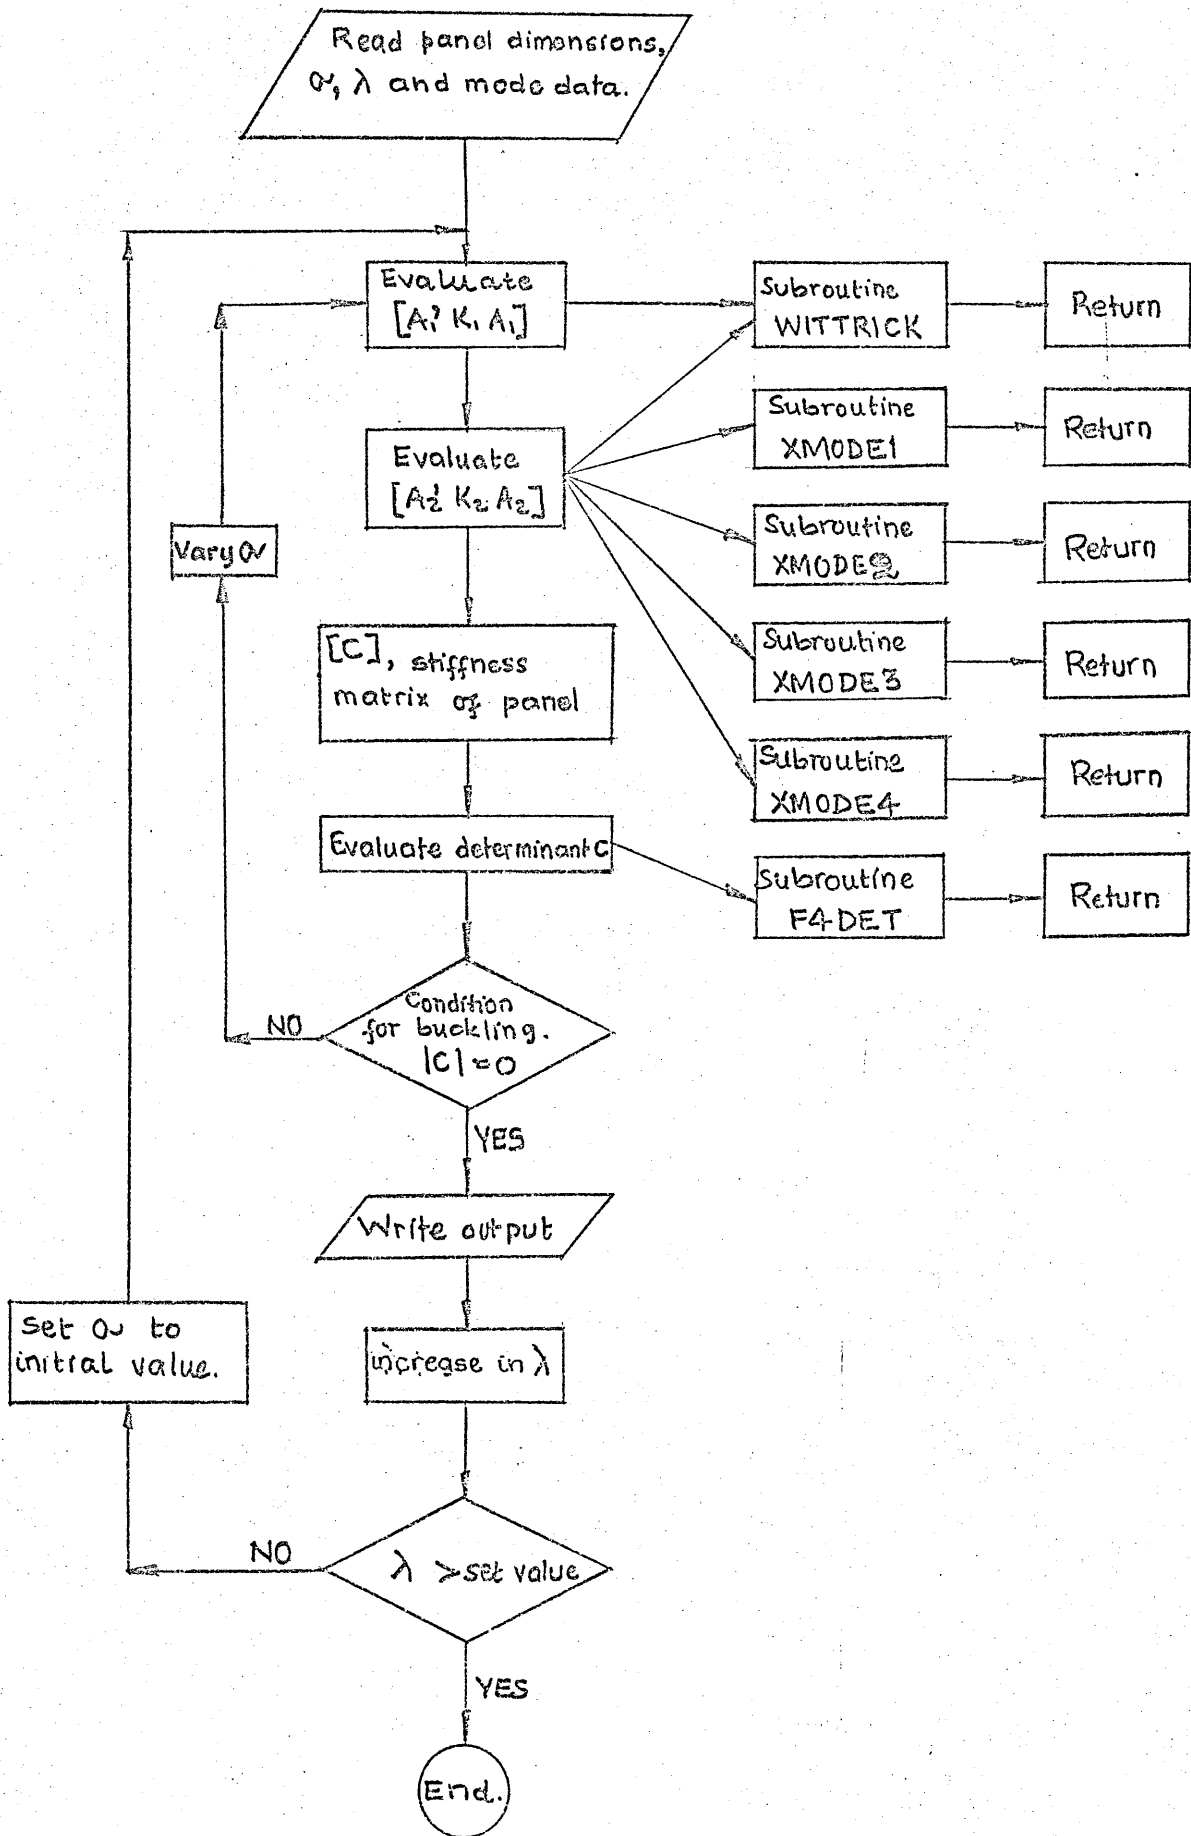 Read panel dimensions,
σ, λ and mode data.
Evaluate
[A₁' K₁ A₁]
Subroutine
WITTRICK
Return
Subroutine
XMODE1
Return
Evaluate
[A₂' K₂ A₂]
Vary σ
Subroutine
XMODE2
Return
[C], stiffness
matrix of panel
Subroutine
XMODE3
Return
Subroutine
XMODE4
Return
Evaluate determinant C
Subroutine
F4DET
Return
Condition
for buckling.
|C| = 0
NO
YES
Write output
Set σ to
initial value.
increase in λ
λ > set value
NO
YES
End.